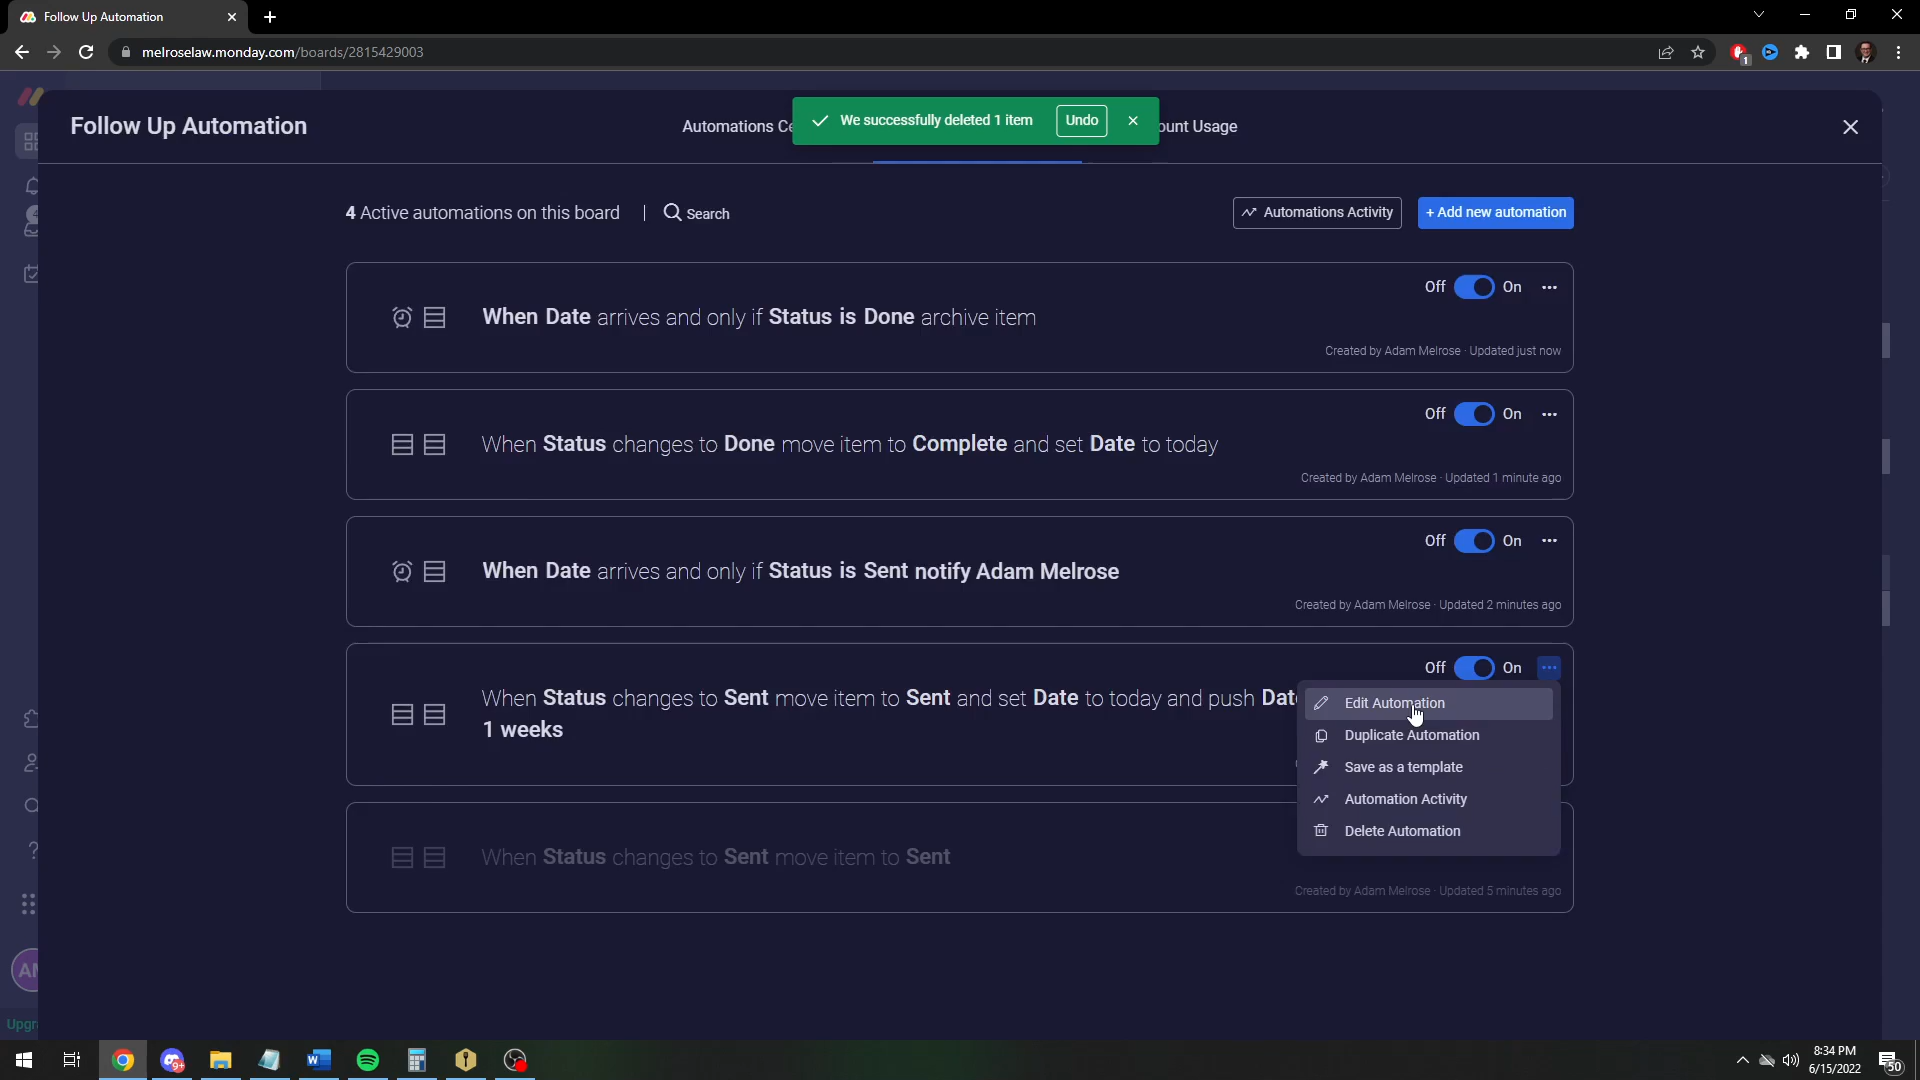 Follow Up Automation
melroselaw.monday.com/boards/2815429003
1
Follow Up Automation
Automations Ce
We successfully deleted 1 item
Undo
ount Usage
4 Active automations on this board
Search
Automations Activity
+ Add new automation
Off On
When Date arrives and only if Status is Done archive item
Created by Adam Melrose · Updated just now
Off On
When Status changes to Done move item to Complete and set Date to today
Created by Adam Melrose · Updated 1 minute ago
Off On
When Date arrives and only if Status is Sent notify Adam Melrose
Created by Adam Melrose · Updated 2 minutes ago
Off On
When Status changes to Sent move item to Sent and set Date to today and push Date
1 weeks
Edit Automation
Duplicate Automation
Save as a template
Automation Activity
Delete Automation
When Status changes to Sent move item to Sent
Created by Adam Melrose · Updated 5 minutes ago
AM
Upgr
9+
8:34 PM
6/15/2022
50